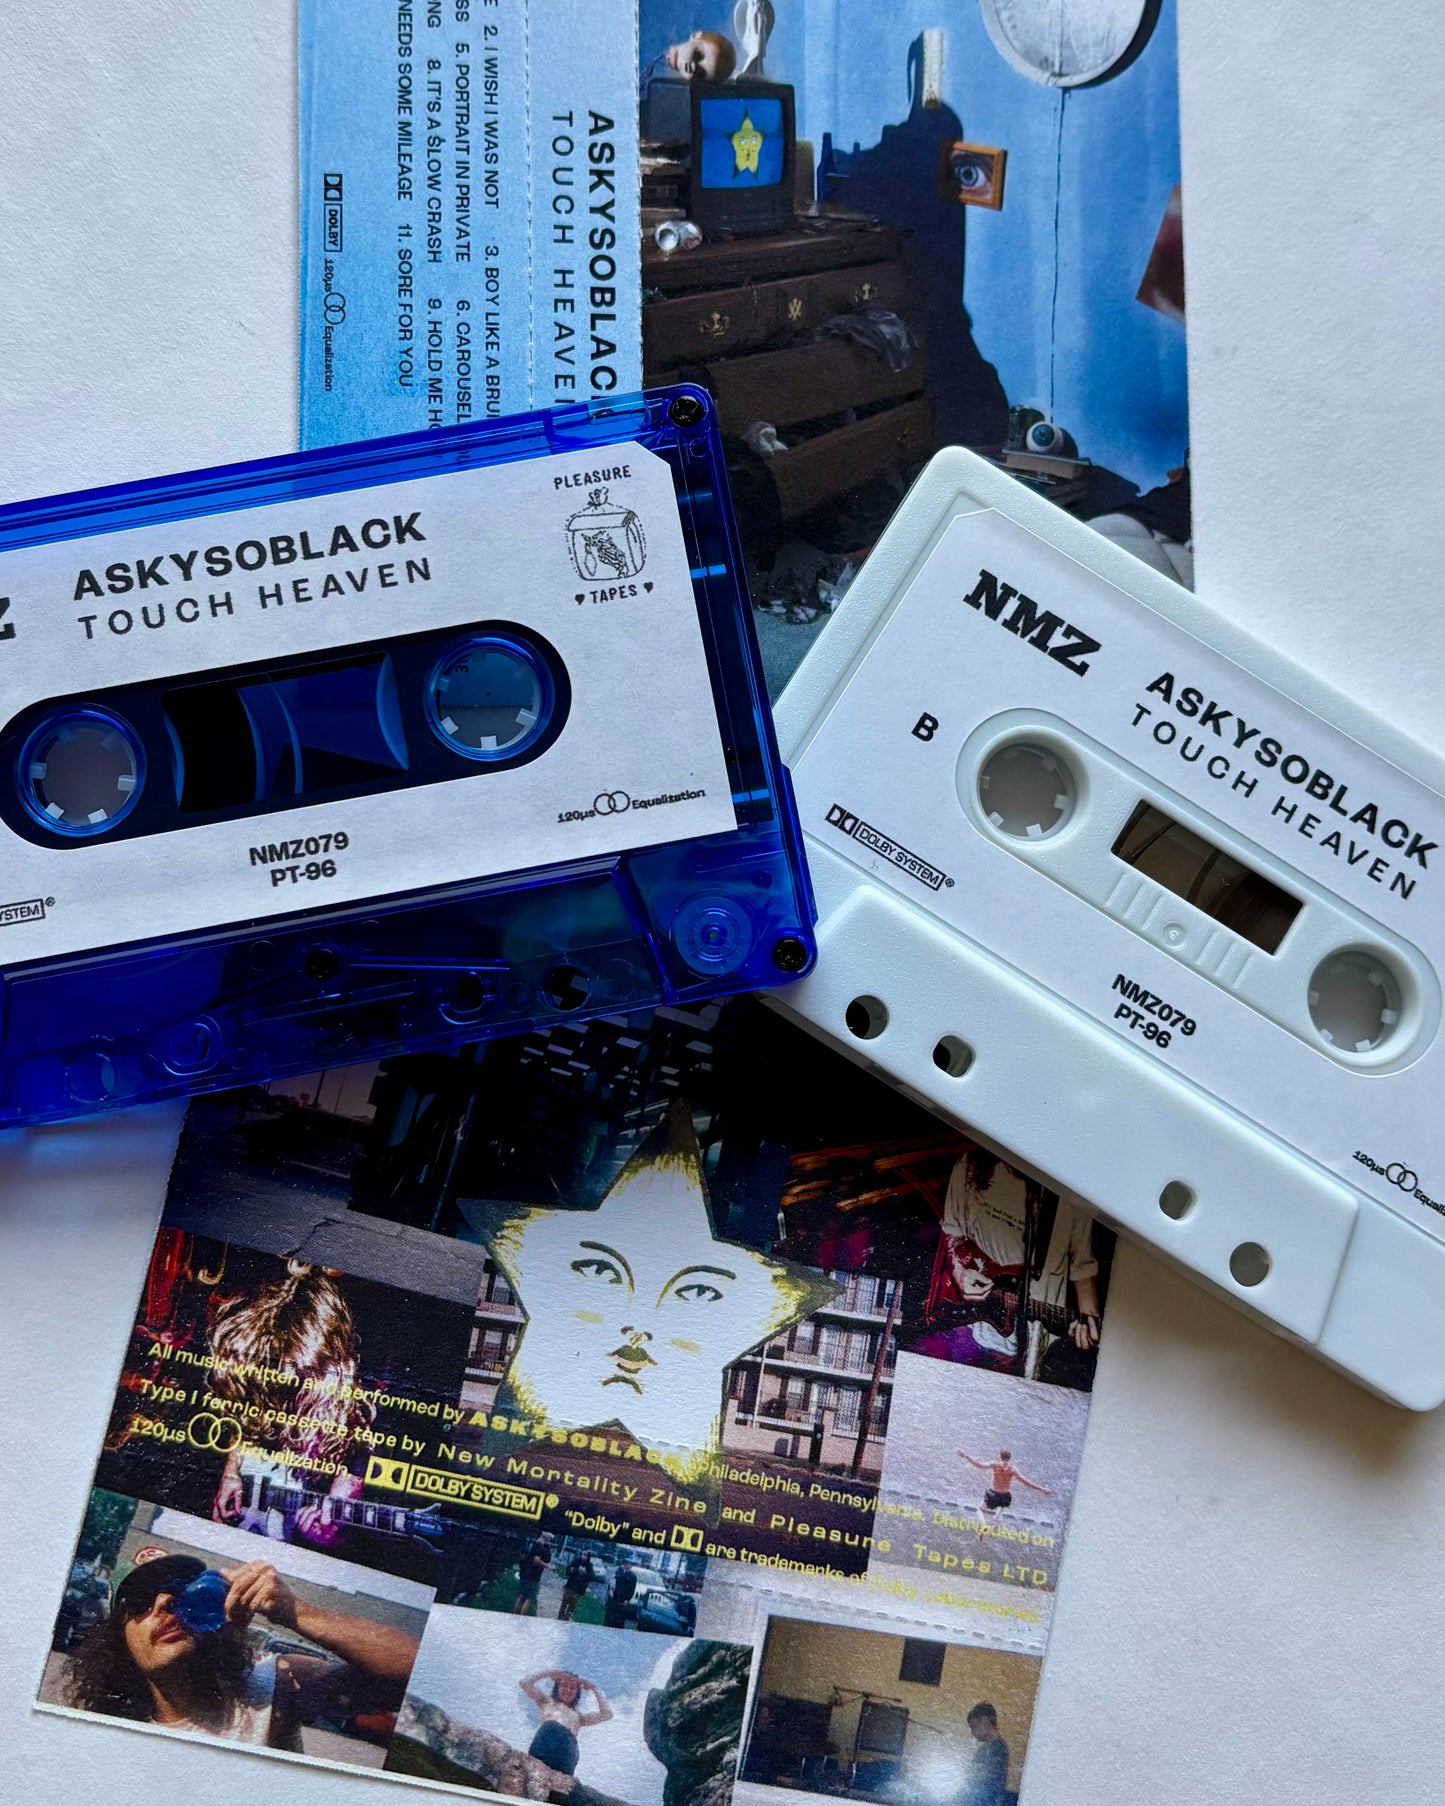 2. I WISH I WAS NOT 3. BOY LIKE A
5. PORTRAIT IN PRIVATE 6. CAROUSEL
8. IT'S A SLOW CRASH 9. HOLD ME
NEEDS SOME MILEAGE 11. SORE FOR YOU
DOLBY 120µs Equalization
ASKYSOBLAC
TOUCH HEAVE
PLEASURE
TAPES
ASKYSOBLACK
TOUCH HEAVEN
120µs Equalization
NMZ079
PT-96
NMZ
ASKYSOBLACK
TOUCH HEAVEN
B
DOLBY SYSTEM®
NMZ079
PT-96
120µs
All music written and performed by ASKYSOBLACK Philadelphia, Pennsylvania. Distributed on
Type I ferric cassette tape by New Mortality Zine and Pleasure Tapes LTD
120µs Equalization DOLBY SYSTEM® "Dolby" and are trademarks of Dolby Laboratories